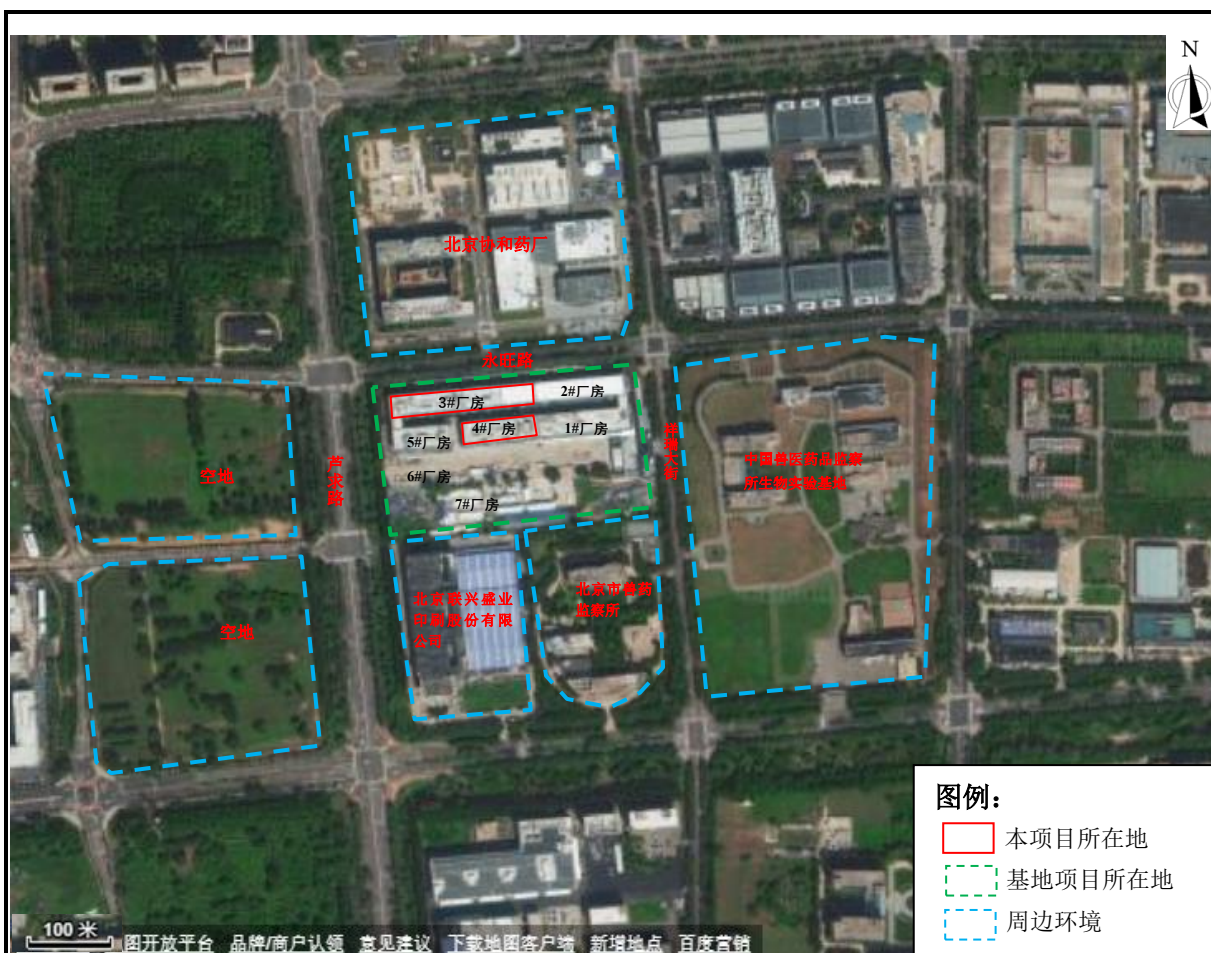 N
北京协和药厂
永旺路
2#厂房
3#厂房
4#厂房
1#厂房
5#厂房
6#厂房
7#厂房
芦求路
空地
中国兽医药品监察
所生物实验基地
北京联兴盛业
印刷股份有限
公司
北京市兽药
监察所
空地
图例：
本项目所在地
基地项目所在地
周边环境
100 米
图开放平台 品牌/商户认领 意见建议 下载地图客户端 新增地点 百度营销